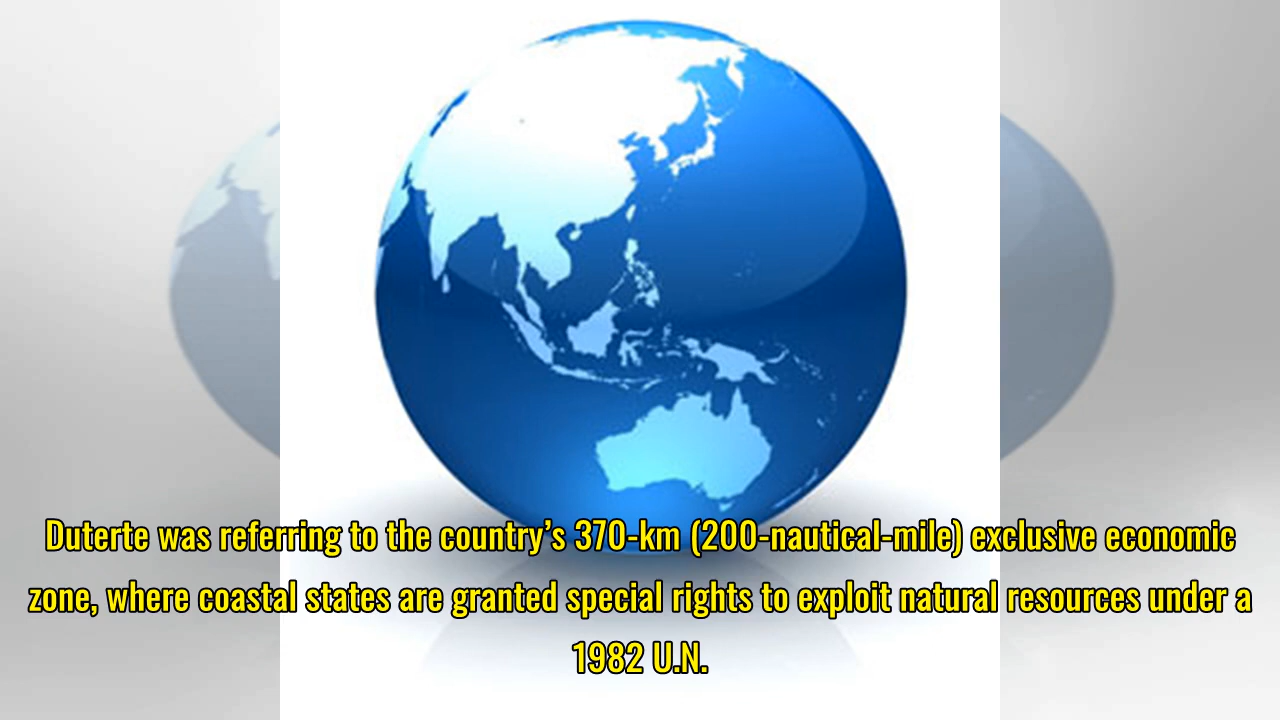 Duterte was referring to the country’s 370-km (200-nautical-mile) exclusive economic
zone, where coastal states are granted special rights to exploit natural resources under a
1982 U.N.